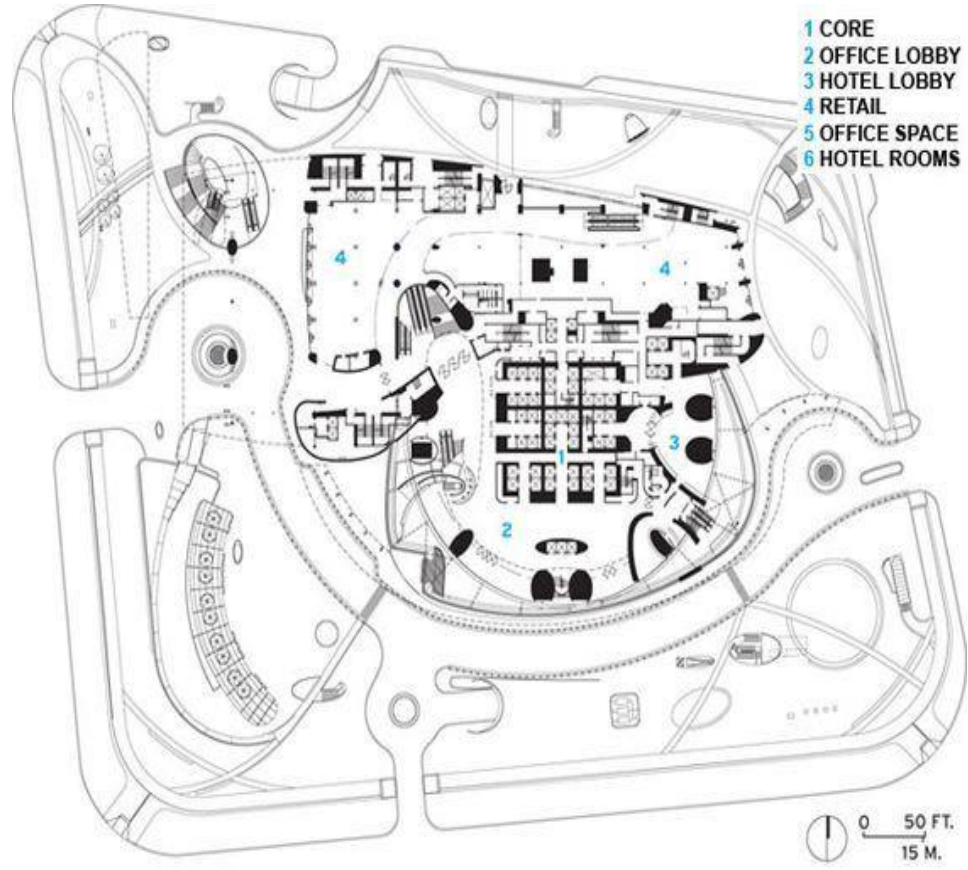 1 CORE
2 OFFICE LOBBY
3 HOTEL LOBBY
4 RETAIL
5 OFFICE SPACE
6 HOTEL ROOMS
4
4
3
1
2
0 50 FT.
15 M.